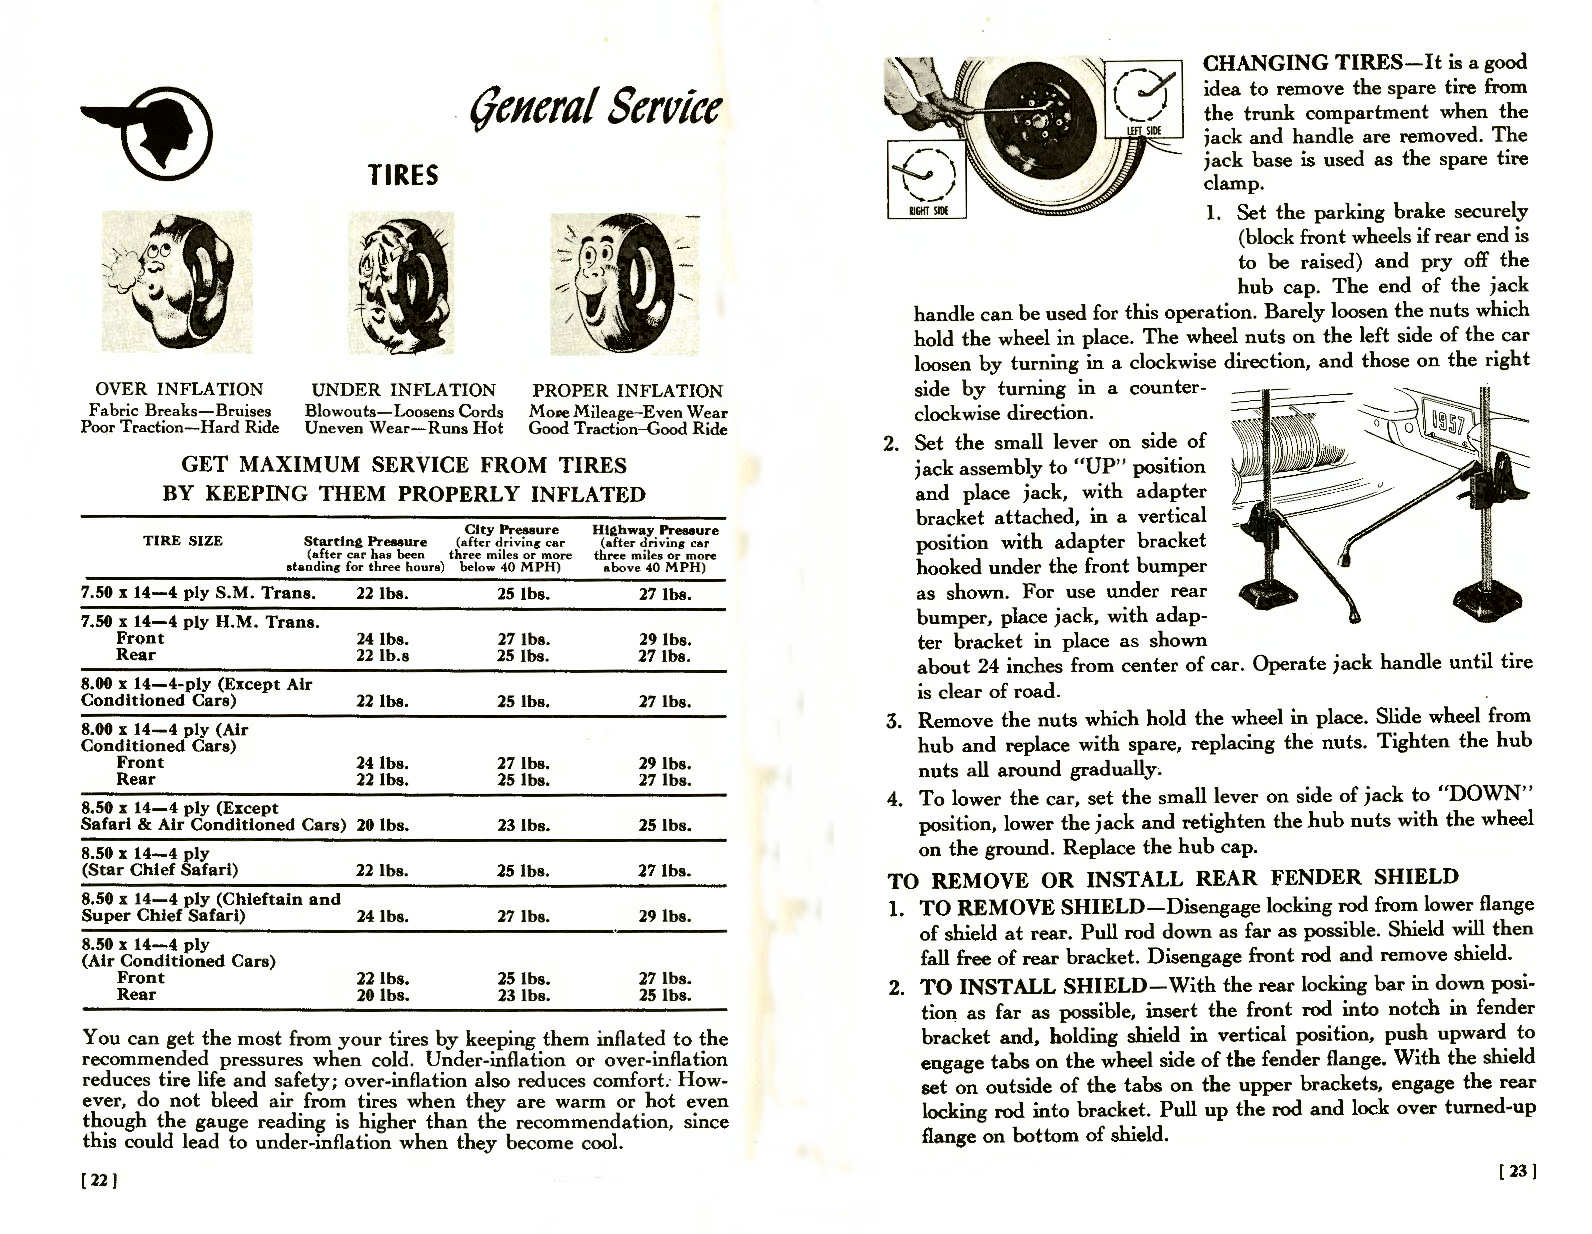 General Service
TIRES
OVER INFLATION
Fabric Breaks—Bruises
Poor Traction—Hard Ride
UNDER INFLATION
Blowouts—Loosens Cords
Uneven Wear—Runs Hot
PROPER INFLATION
More Mileage—Even Wear
Good Traction—Good Ride
GET MAXIMUM SERVICE FROM TIRES
BY KEEPING THEM PROPERLY INFLATED
TIRE SIZE
Starting Pressure
(after car has been
standing for three hours)
City Pressure
(after driving car
three miles or more
below 40 MPH)
Highway Pressure
(after driving car
three miles or more
above 40 MPH)
7.50 x 14—4 ply S.M. Trans. 22 lbs. 25 lbs. 27 lbs.
7.50 x 14—4 ply H.M. Trans.
Front 24 lbs. 27 lbs. 29 lbs.
Rear 22 lb.s 25 lbs. 27 lbs.
8.00 x 14—4-ply (Except Air
Conditioned Cars) 22 lbs. 25 lbs. 27 lbs.
8.00 x 14—4 ply (Air
Conditioned Cars)
Front 24 lbs. 27 lbs. 29 lbs.
Rear 22 lbs. 25 lbs. 27 lbs.
8.50 x 14—4 ply (Except
Safari & Air Conditioned Cars) 20 lbs. 23 lbs. 25 lbs.
8.50 x 14—4 ply
(Star Chief Safari) 22 lbs. 25 lbs. 27 lbs.
8.50 x 14—4 ply (Chieftain and
Super Chief Safari) 24 lbs. 27 lbs. 29 lbs.
8.50 x 14—4 ply
(Air Conditioned Cars)
Front 22 lbs. 25 lbs. 27 lbs.
Rear 20 lbs. 23 lbs. 25 lbs.
You can get the most from your tires by keeping them inflated to the
recommended pressures when cold. Under-inflation or over-inflation
reduces tire life and safety; over-inflation also reduces comfort. How-
ever, do not bleed air from tires when they are warm or hot even
though the gauge reading is higher than the recommendation, since
this could lead to under-inflation when they become cool.
[ 22 ]
LEFT SIDE
RIGHT SIDE
CHANGING TIRES—It is a good
idea to remove the spare tire from
the trunk compartment when the
jack and handle are removed. The
jack base is used as the spare tire
clamp.
1. Set the parking brake securely
(block front wheels if rear end is
to be raised) and pry off the
hub cap. The end of the jack
handle can be used for this operation. Barely loosen the nuts which
hold the wheel in place. The wheel nuts on the left side of the car
loosen by turning in a clockwise direction, and those on the right
side by turning in a counter-
clockwise direction.
1957
2. Set the small lever on side of
jack assembly to "UP" position
and place jack, with adapter
bracket attached, in a vertical
position with adapter bracket
hooked under the front bumper
as shown. For use under rear
bumper, place jack, with adap-
ter bracket in place as shown
about 24 inches from center of car. Operate jack handle until tire
is clear of road.
3. Remove the nuts which hold the wheel in place. Slide wheel from
hub and replace with spare, replacing the nuts. Tighten the hub
nuts all around gradually.
4. To lower the car, set the small lever on side of jack to "DOWN"
position, lower the jack and retighten the hub nuts with the wheel
on the ground. Replace the hub cap.
TO REMOVE OR INSTALL REAR FENDER SHIELD
1. TO REMOVE SHIELD—Disengage locking rod from lower flange
of shield at rear. Pull rod down as far as possible. Shield will then
fall free of rear bracket. Disengage front rod and remove shield.
2. TO INSTALL SHIELD—With the rear locking bar in down posi-
tion as far as possible, insert the front rod into notch in fender
bracket and, holding shield in vertical position, push upward to
engage tabs on the wheel side of the fender flange. With the shield
set on outside of the tabs on the upper brackets, engage the rear
locking rod into bracket. Pull up the rod and lock over turned-up
flange on bottom of shield.
[ 23 ]